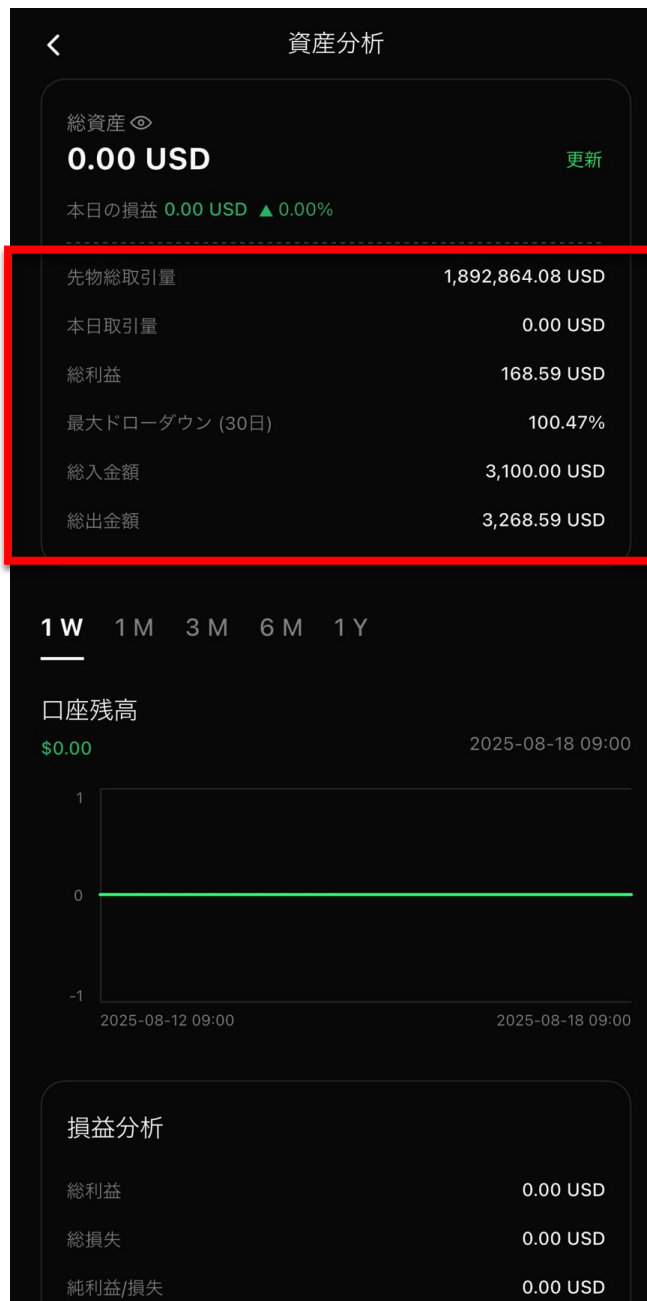 資産分析
総資産
0.00 USD 更新
本日の損益 0.00 USD ▲ 0.00%
先物総取引量 1,892,864.08 USD
本日取引量 0.00 USD
総利益 168.59 USD
最大ドローダウン (30日) 100.47%
総入金額 3,100.00 USD
総出金額 3,268.59 USD
1 W 1 M 3 M 6 M 1 Y
口座残高
$0.00 2025-08-18 09:00
1
0
-1
2025-08-12 09:00 2025-08-18 09:00
損益分析
総利益 0.00 USD
総損失 0.00 USD
純利益/損失 0.00 USD